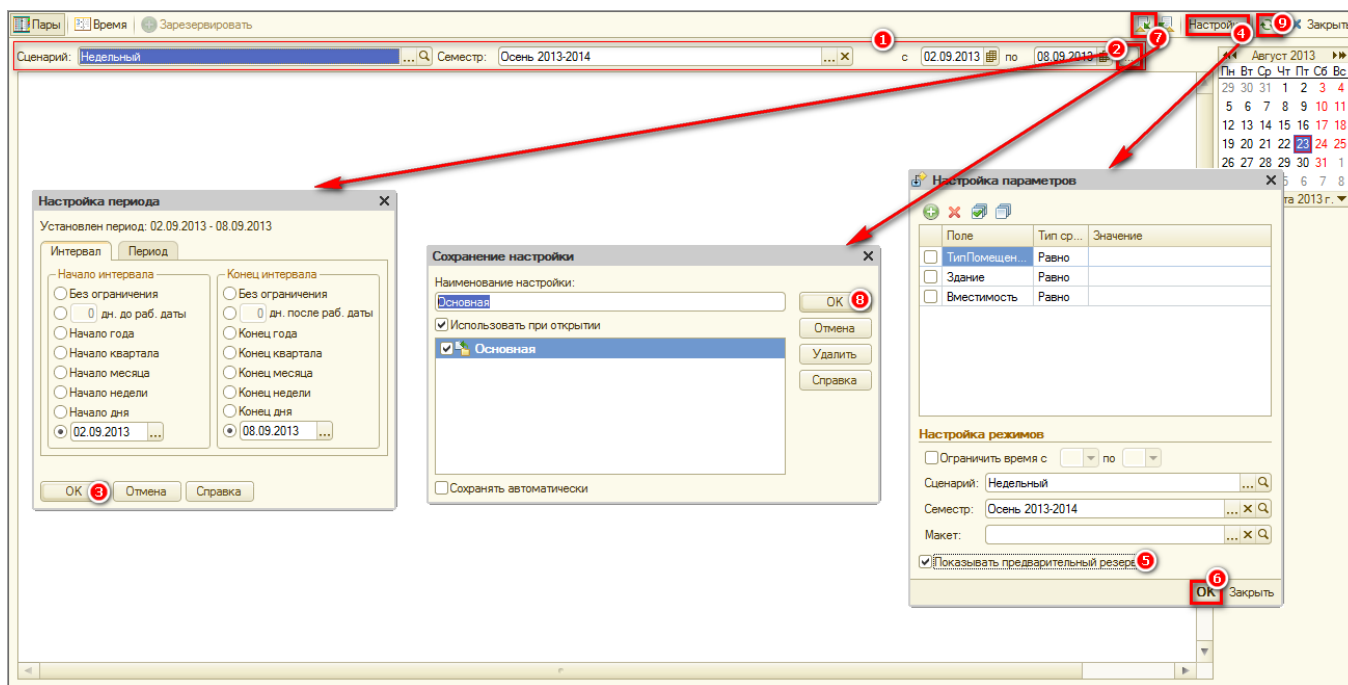 Пары Время Зарезервировать Настройк 9 Закрыть
7 4
1
2
Сценарий: Недельный ... Семестр: Осень 2013-2014 ... X с 02.09.2013 по 08.09.2013 ...
Август 2013
Пн Вт Ср Чт Пт Сб Вс
29 30 31 1 2 3 4
5 6 7 8 9 10 11
12 13 14 15 16 17 18
19 20 21 22 23 24 25
26 27 28 29 30 31 1
5 6 7 8
та 2013 г.
Настройка периода
Установлен период: 02.09.2013 - 08.09.2013
Интервал Период
Начало интервала
Без ограничения
0 дн. до раб. даты
Начало года
Начало квартала
Начало месяца
Начало недели
Начало дня
02.09.2013 ...
Конец интервала
Без ограничения
0 дн. после раб. даты
Конец года
Конец квартала
Конец месяца
Конец недели
Конец дня
08.09.2013 ...
OK 3 Отмена Справка
Сохранение настройки
Наименование настройки:
Основная
Использовать при открытии
Основная
Сохранять автоматически
OK 8
Отмена
Удалить
Справка
Настройка параметров
Поле Тип ср... Значение
ТипПомещен... Равно
Здание Равно
Вместимость Равно
Настройка режимов
Ограничить время с по
Сценарий: Недельный ...
Семестр: Осень 2013-2014 ... X
Макет: ... X
Показывать предварительный резерв 5
6
OK Закрыть